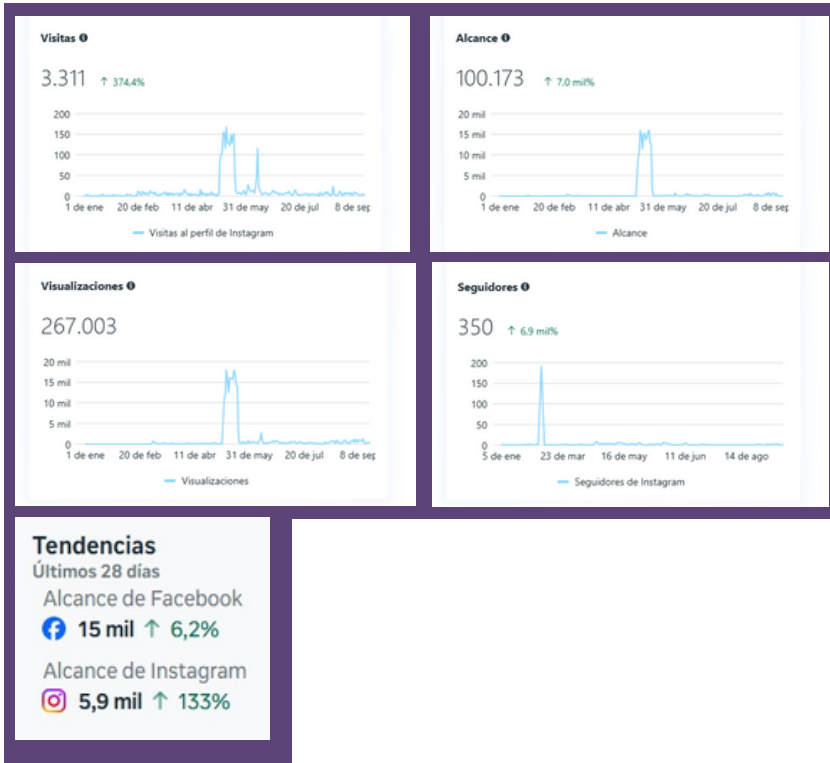 Visitas
3.311 ↑ 374.4%
200
150
100
50
0
1 de ene 20 de feb 11 de abr 31 de may 20 de jul 8 de sep
Visitas al perfil de Instagram
Alcance
100.173 ↑ 7.0 mil%
20 mil
15 mil
10 mil
5 mil
0
1 de ene 20 de feb 11 de abr 31 de may 20 de jul 8 de sep
Alcance
Visualizaciones
267.003
20 mil
15 mil
10 mil
5 mil
0
1 de ene 20 de feb 11 de abr 31 de may 20 de jul 8 de sep
Visualizaciones
Seguidores
350 ↑ 6.9 mil%
200
150
100
50
0
5 de ene 23 de mar 16 de may 11 de jun 14 de ago
Seguidores de Instagram
Tendencias
Últimos 28 días
Alcance de Facebook
15 mil ↑ 6,2%
Alcance de Instagram
5,9 mil ↑ 133%